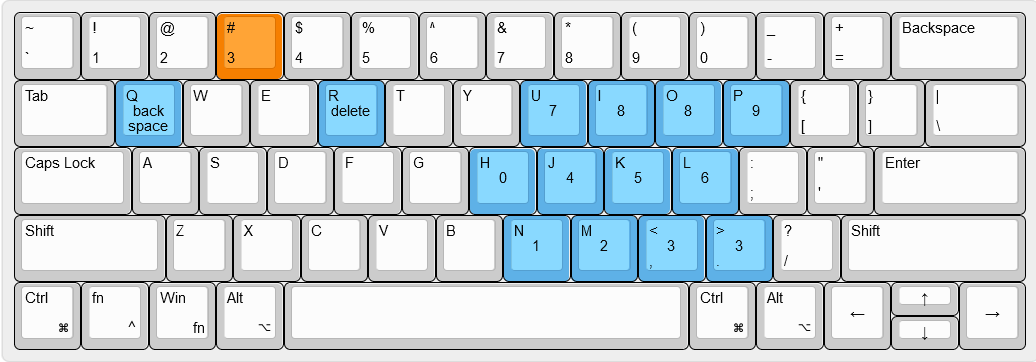 ~ ! @ # $ % ^ & * ( ) _ + Backspace
` 1 2 3 4 5 6 7 8 9 0 - =
Tab Q W E R T Y U I O P { } |
back delete 7 8 8 9
space [ ] \
Caps Lock A S D F G H J K L : " Enter
0 4 5 6
; '
Shift Z X C V B N M < > ? Shift
1 2 3 3
, . /
Ctrl fn Win Alt Ctrl Alt ↑
← →
⌘ ^ fn ⌥ ⌘ ⌥ ↓